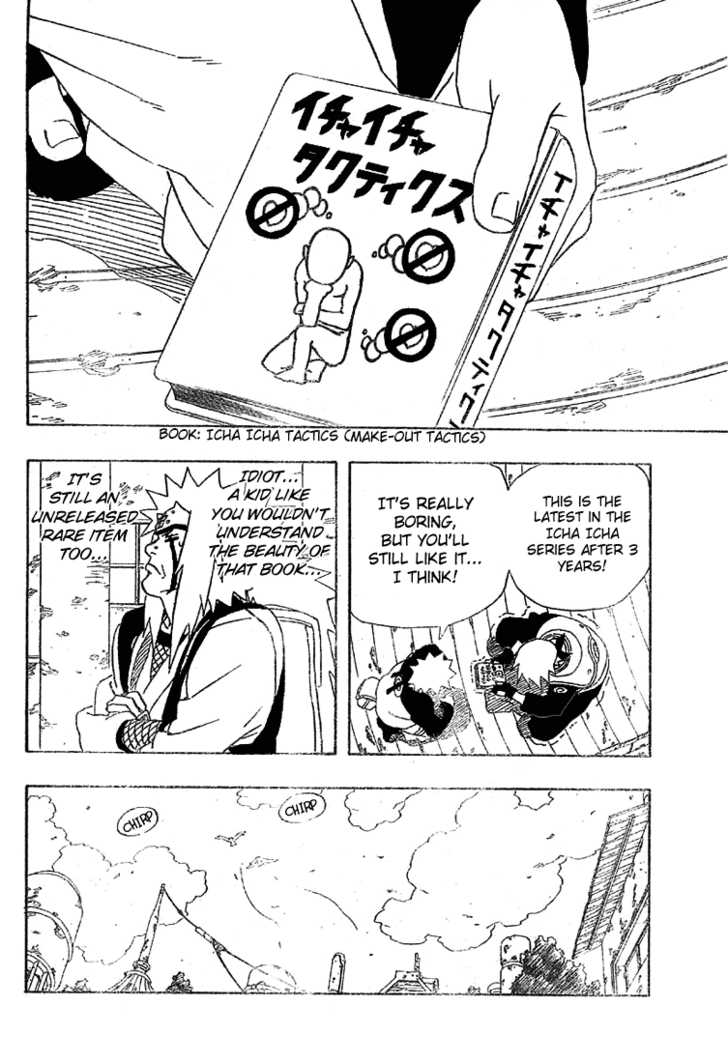 イチャイチャ
タクティクス
イチャイチャタクティク
BOOK: ICHA ICHA TACTICS (MAKE-OUT TACTICS)
THIS IS THE
LATEST IN THE
ICHA ICHA
SERIES AFTER 3
YEARS!
IT'S REALLY
BORING,
BUT YOU'LL
STILL LIKE IT...
I THINK!
IDIOT...
A KID LIKE
YOU WOULDN'T
UNDERSTAND
THE BEAUTY OF
THAT BOOK...
IT'S
STILL AN
UNRELEASED
RARE ITEM
TOO...
CHIRP
CHIRP